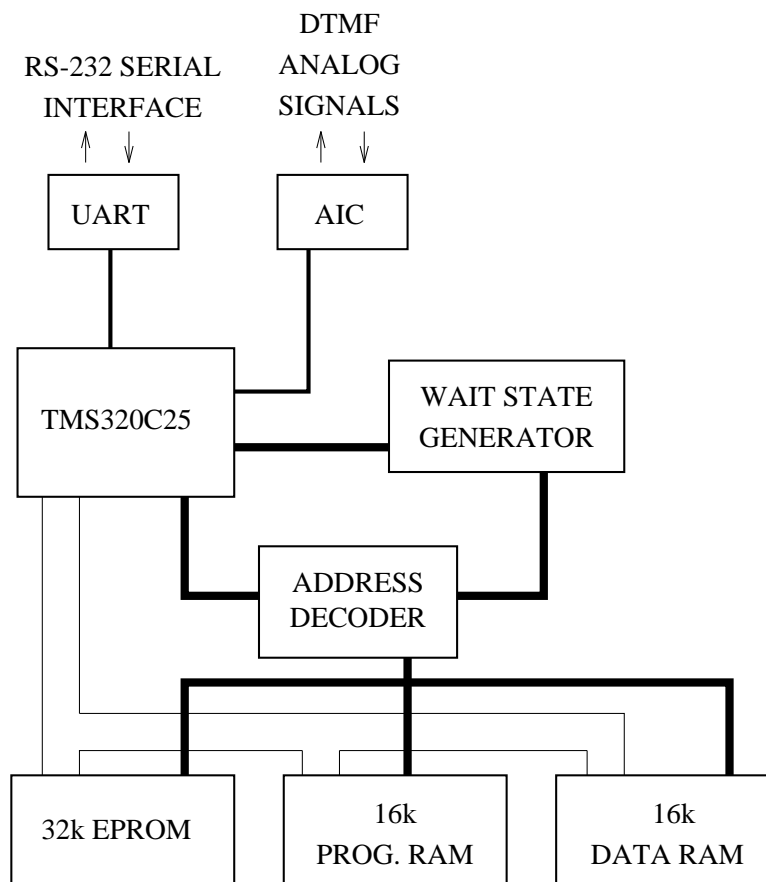 RS-232 SERIAL
INTERFACE
DTMF
ANALOG
SIGNALS
UART
AIC
TMS320C25
WAIT STATE
GENERATOR
ADDRESS
DECODER
32k EPROM
16k
PROG. RAM
16k
DATA RAM